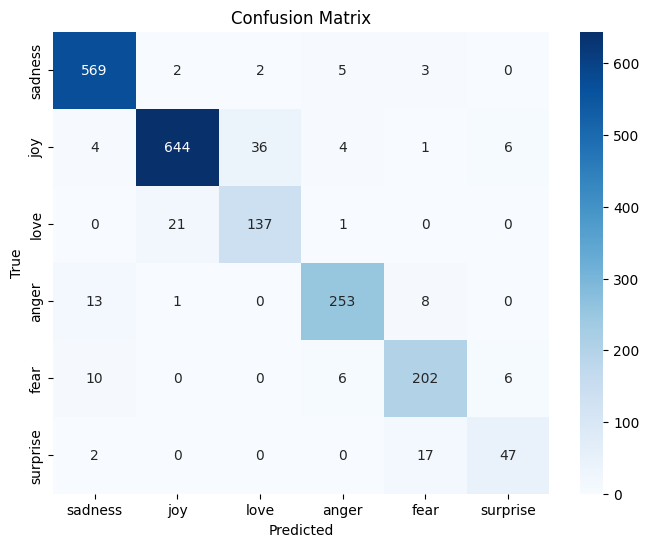 Confusion Matrix
True
sadness 569 2 2 5 3 0
joy 4 644 36 4 1 6
love 0 21 137 1 0 0
anger 13 1 0 253 8 0
fear 10 0 0 6 202 6
surprise 2 0 0 0 17 47
sadness joy love anger fear surprise
Predicted
600
500
400
300
200
100
0